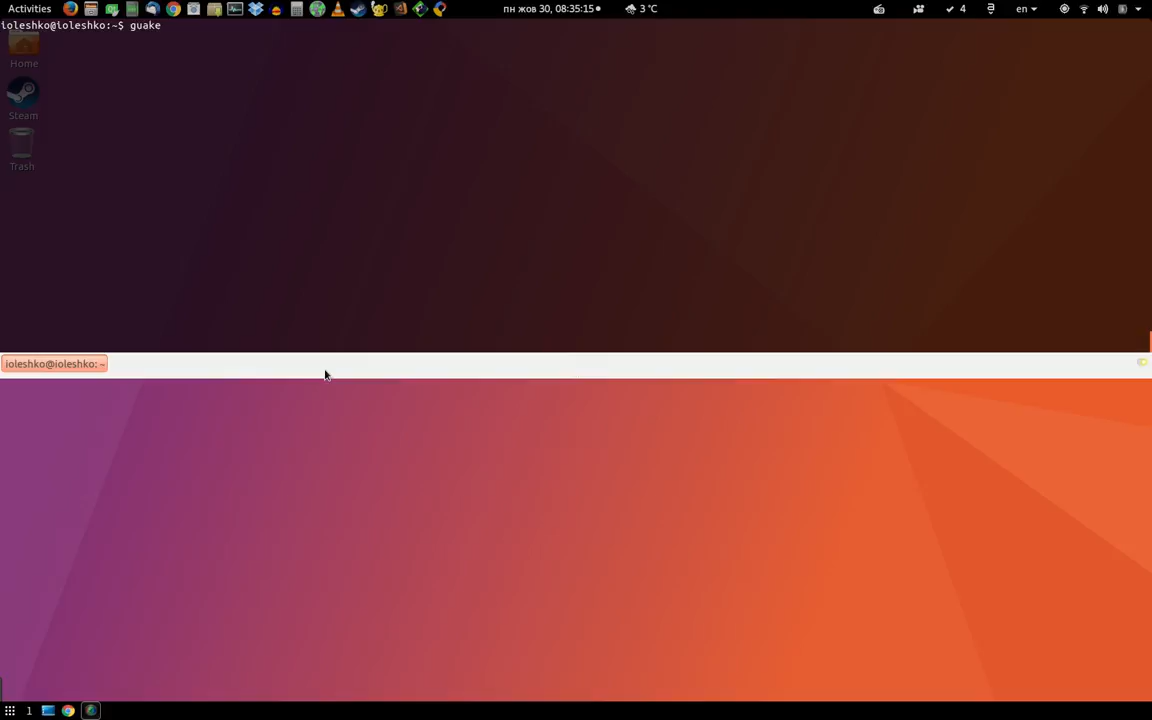 Activities
пн жов 30, 08:35:15
3 °C
4
en
ioleshko@ioleshko:~$ guake
Home
Steam
Trash
ioleshko@ioleshko: ~
1